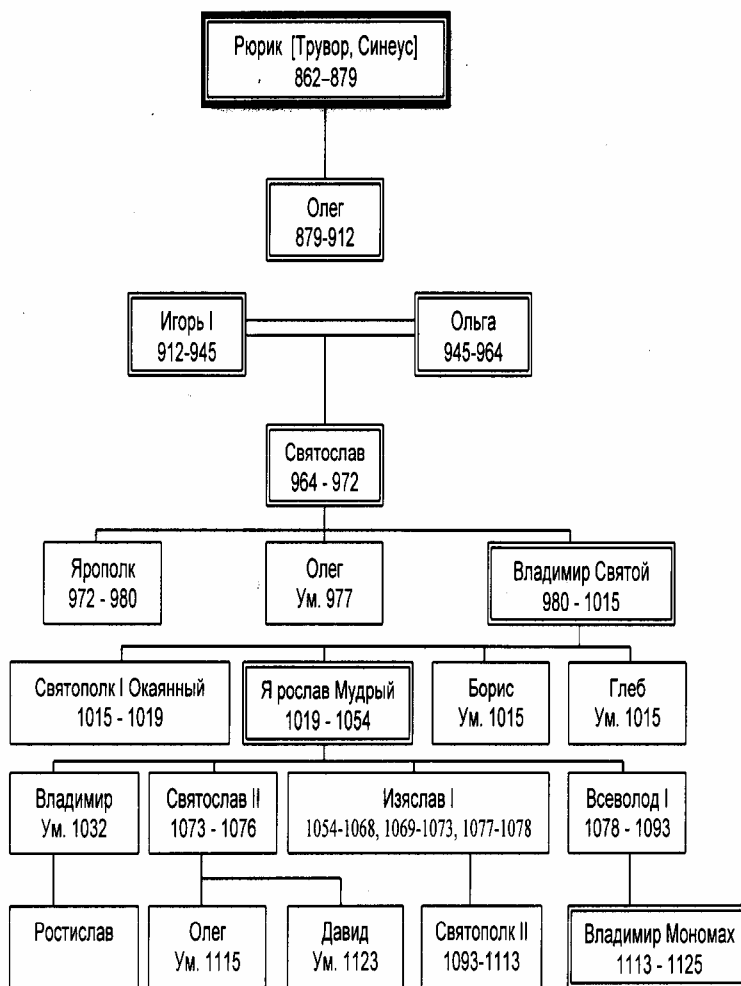 Рюрик [Трувор, Синеус]
862–879
Олег
879-912
Игорь I
912-945
Ольга
945-964
Святослав
964 - 972
Ярополк
972 - 980
Олег
Ум. 977
Владимир Святой
980 - 1015
Святополк I Окаянный
1015 - 1019
Я рослав Мудрый
1019 - 1054
Борис
Ум. 1015
Глеб
Ум. 1015
Владимир
Ум. 1032
Святослав II
1073 - 1076
Изяслав I
1054-1068, 1069-1073, 1077-1078
Всеволод I
1078 - 1093
Ростислав
Олег
Ум. 1115
Давид
Ум. 1123
Святополк II
1093-1113
Владимир Мономах
1113 - 1125